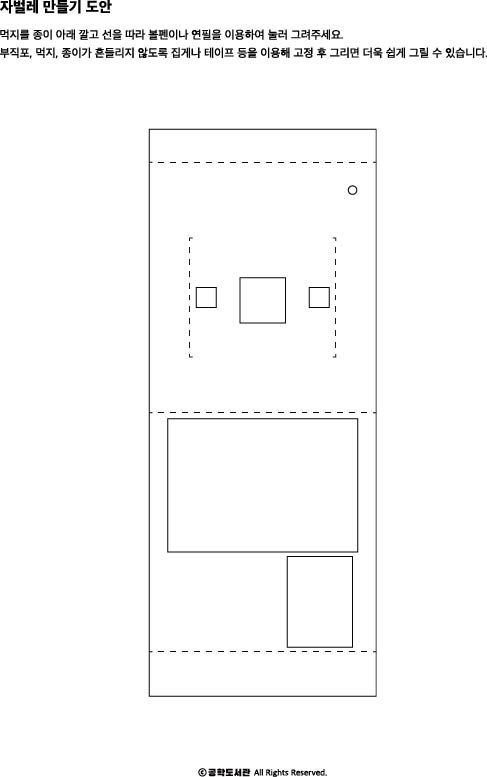 자벌레 만들기 도안
먹지를 종이 아래 깔고 선을 따라 볼펜이나 연필을 이용하여 눌러 그려주세요.
부직포, 먹지, 종이가 흔들리지 않도록 집게나 테이프 등을 이용해 고정 후 그리면 더욱 쉽게 그릴 수 있습니다.
ⓒ공학도서관 All Rights Reserved.